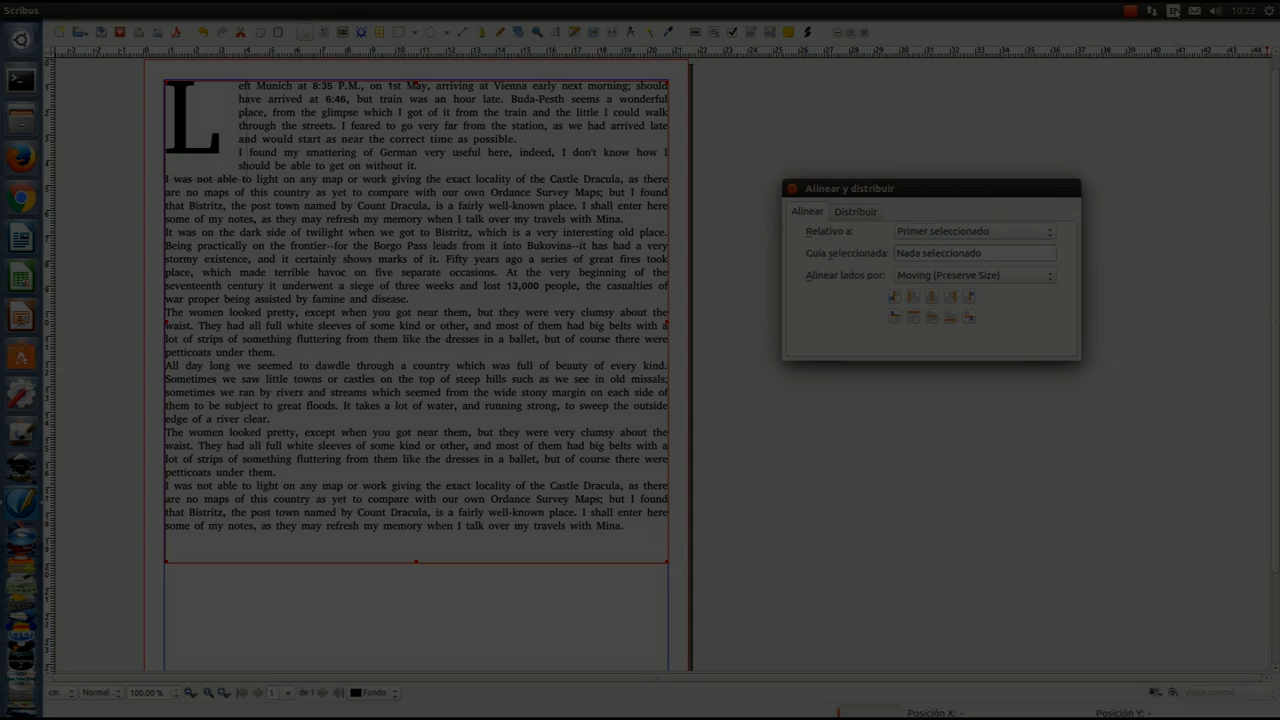 Scribus
10:22
L
eft Munich at 8:35 P.M., on 1st May, arriving at Vienna early next morning; should
have arrived at 6:46, but train was an hour late. Buda-Pesth seems a wonderful
place, from the glimpse which I got of it from the train and the little I could walk
through the streets. I feared to go very far from the station, as we had arrived late
and would start as near the correct time as possible.
I found my smattering of German very useful here, indeed, I don't know how I
should be able to get on without it.
I was not able to light on any map or work giving the exact locality of the Castle Dracula, as there
are no maps of this country as yet to compare with our own Ordance Survey Maps; but I found
that Bistritz, the post town named by Count Dracula, is a fairly well-known place. I shall enter here
some of my notes, as they may refresh my memory when I talk over my travels with Mina.
It was on the dark side of twilight when we got to Bistritz, which is a very interesting old place.
Being practically on the frontier--for the Borgo Pass leads from it into Bukovina--it has had a very
stormy existence, and it certainly shows marks of it. Fifty years ago a series of great fires took
place, which made terrible havoc on five separate occasions. At the very beginning of the
seventeenth century it underwent a siege of three weeks and lost 13,000 people, the casualties of
war proper being assisted by famine and disease.
The women looked pretty, except when you got near them, but they were very clumsy about the
waist. They had all full white sleeves of some kind or other, and most of them had big belts with a
lot of strips of something fluttering from them like the dresses in a ballet, but of course there were
petticoats under them.
All day long we seemed to dawdle through a country which was full of beauty of every kind.
Sometimes we saw little towns or castles on the top of steep hills such as we see in old missals;
sometimes we ran by rivers and streams which seemed from the wide stony margin on each side of
them to be subject to great floods. It takes a lot of water, and running strong, to sweep the outside
edge of a river clear.
The women looked pretty, except when you got near them, but they were very clumsy about the
waist. They had all full white sleeves of some kind or other, and most of them had big belts with a
lot of strips of something fluttering from them like the dresses in a ballet, but of course there were
petticoats under them.
I was not able to light on any map or work giving the exact locality of the Castle Dracula, as there
are no maps of this country as yet to compare with our own Ordance Survey Maps; but I found
that Bistritz, the post town named by Count Dracula, is a fairly well-known place. I shall enter here
some of my notes, as they may refresh my memory when I talk over my travels with Mina.
Alinear y distribuir
Alinear Distribuir
Relativo a: Primer seleccionado
Guía seleccionada: Nada seleccionado
Alinear lados por: Moving (Preserve Size)
cm Normal 100.00 % 1 de 1 Fondo Visión normal
Posición X: - Posición Y: -